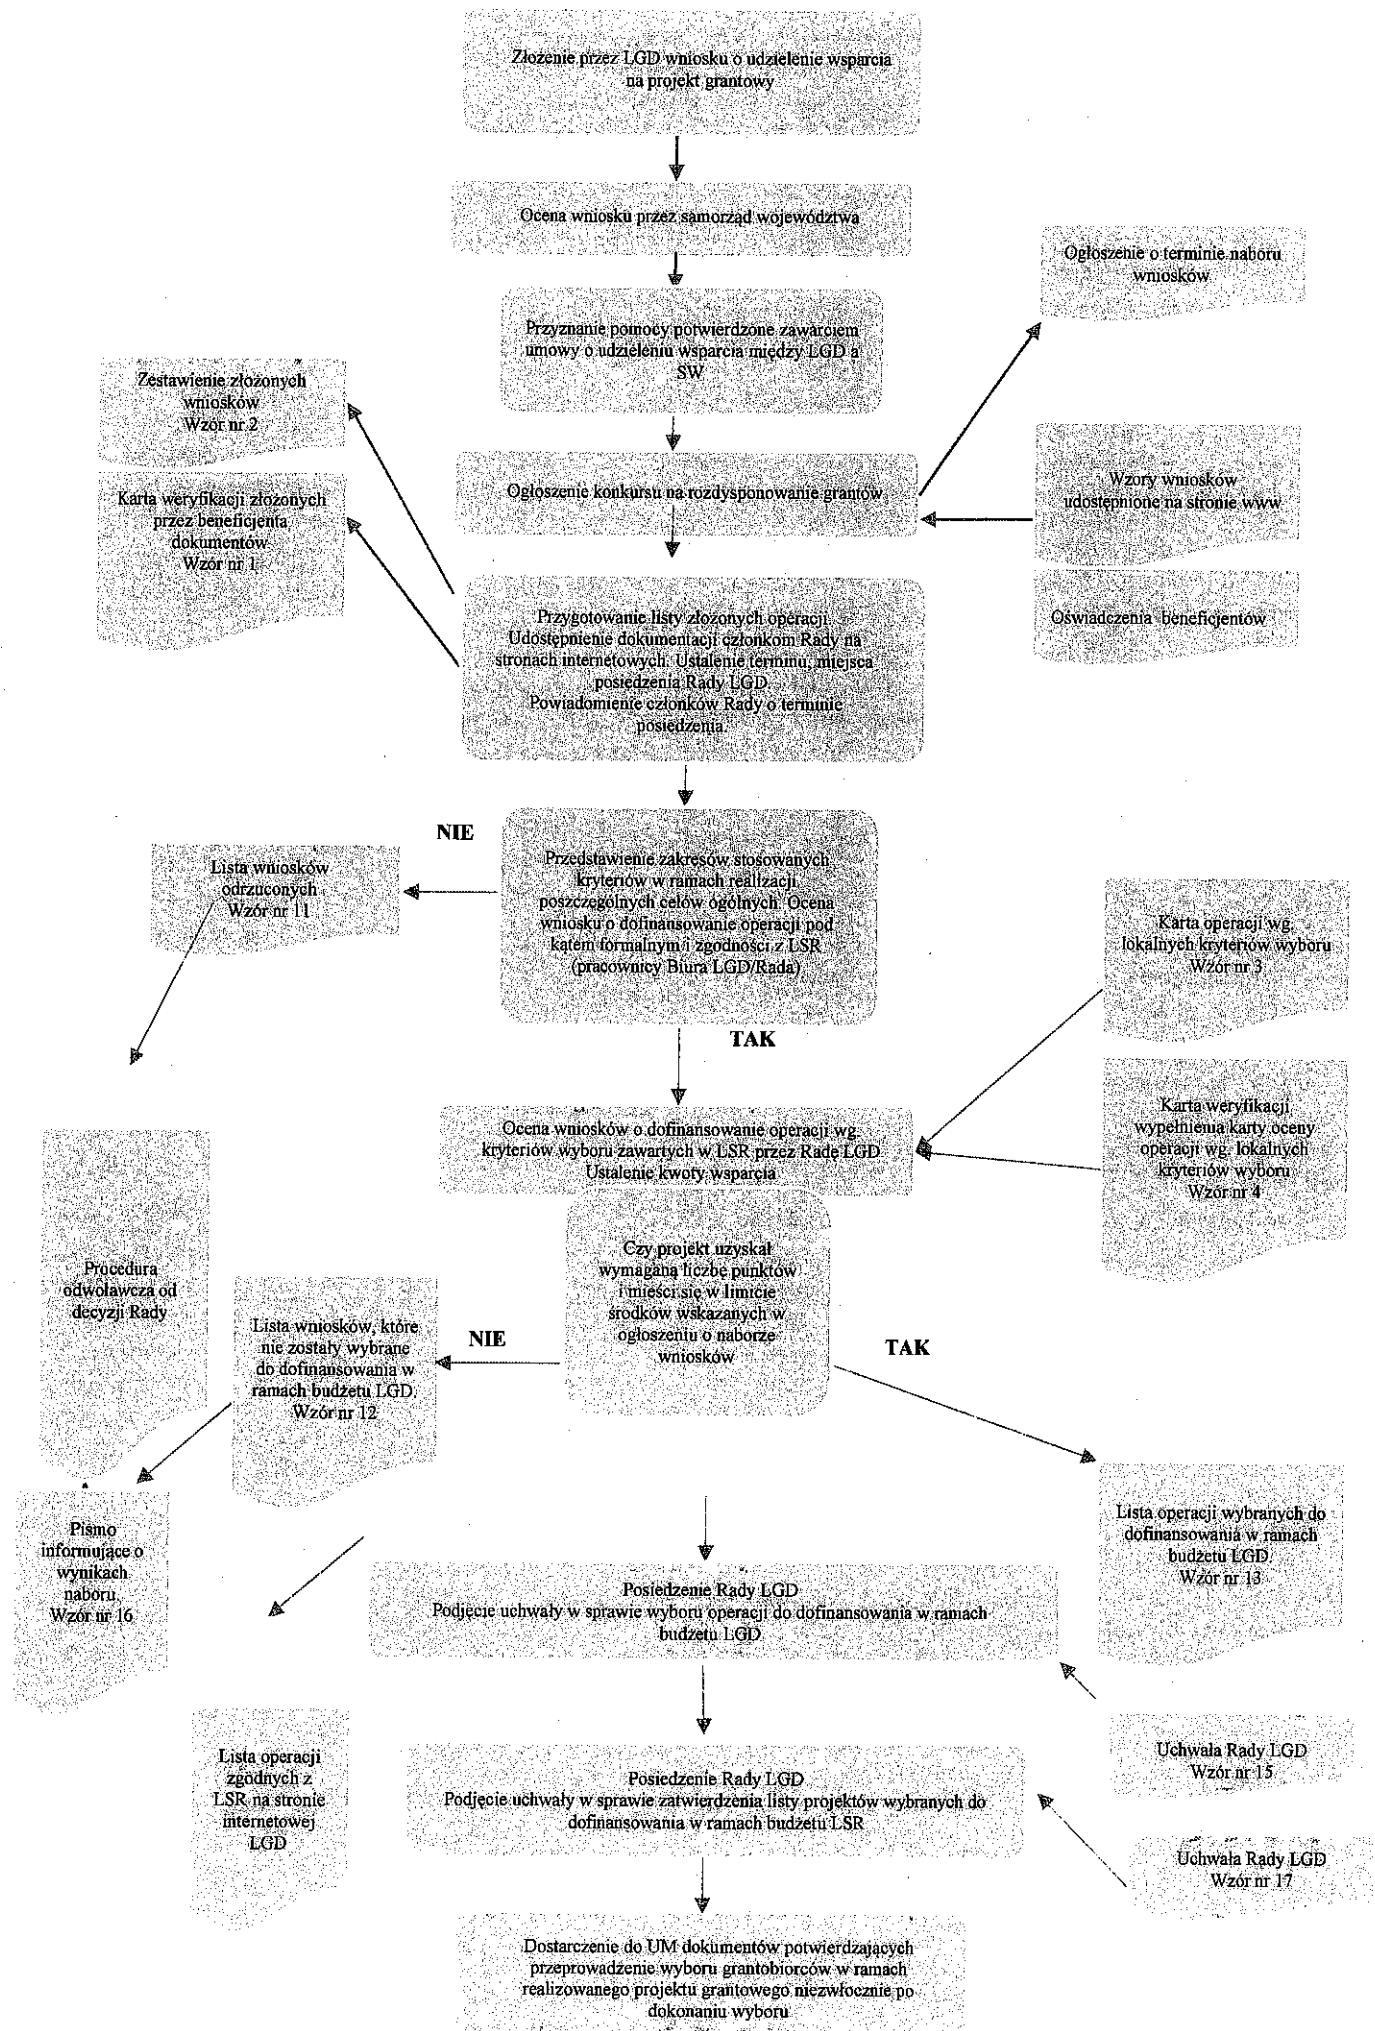 Złożenie przez LGD wniosku o udzielenie wsparcia
na projekt grantowy
Ocena wniosku przez samorząd województwa
Ogłoszenie o terminie naboru
wniosków
Przyznanie pomocy potwierdzone zawarciem
umowy o udzieleniu wsparcia między LGD a
SW
Zestawienie złożonych
wniosków
Wzór nr 2
Karta weryfikacji złożonych
przez beneficjenta
dokumentów
Wzór nr 1
Ogłoszenie konkursu na rozdysponowanie grantów
Wzory wniosków
udostępnione na stronie www
Oświadczenia beneficjentów
Przygotowanie listy złożonych operacji.
Udostępnienie dokumentacji członkom Rady na
stronach internetowych. Ustalenie terminu, miejsca
posiedzenia Rady LGD
Powiadomienie członków Rady o terminie
posiedzenia.
NIE
Lista wniosków
odrzuconych
Wzór nr 11
Przedstawienie zakresów stosowanych
kryteriów w ramach realizacji
poszczególnych celów ogólnych. Ocena
wniosku o dofinansowanie operacji pod
kątem formalnym i zgodności z LSR
(pracownicy Biura LGD/Rada)
Karta operacji wg.
lokalnych kryteriów wyboru
Wzór nr 3
TAK
Karta weryfikacji
wypełnienia karty oceny
operacji wg. lokalnych
kryteriów wyboru
Wzór nr 4
Ocena wniosków o dofinansowanie operacji wg.
kryteriów wyboru zawartych w LSR przez Radę LGD
Ustalenie kwoty wsparcia
Czy projekt uzyskał
wymaganą liczbę punktów
i mieści się w limicie
środków wskazanych w
ogłoszeniu o naborze
wniosków
Procedura
odwoławcza od
decyzji Rady
NIE
TAK
Lista wniosków, które
nie zostały wybrane
do dofinansowania w
ramach budżetu LGD.
Wzór nr 12
Pismo
informujące o
wynikach
naboru.
Wzór nr 16
Lista operacji wybranych do
dofinansowania w ramach
budżetu LGD
Wzór nr 13
Posiedzenie Rady LGD
Podjęcie uchwały w sprawie wyboru operacji do dofinansowania w ramach
budżetu LGD
Uchwała Rady LGD
Wzór nr 15
Lista operacji
zgodnych z
LSR na stronie
internetowej
LGD
Posiedzenie Rady LGD
Podjęcie uchwały w sprawie zatwierdzenia listy projektów wybranych do
dofinansowania w ramach budżetu LSR
Uchwała Rady LGD
Wzór nr 17
Dostarczenie do UM dokumentów potwierdzających
przeprowadzenie wyboru grantobiorców w ramach
realizowanego projektu grantowego niezwłocznie po
dokonaniu wyboru